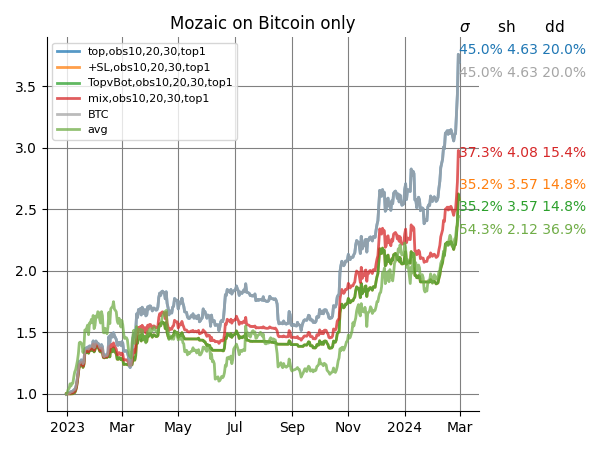 Mozaic on Bitcoin only
σ sh dd
top,obs10,20,30,top1
+SL,obs10,20,30,top1
TopvBot,obs10,20,30,top1
mix,obs10,20,30,top1
BTC
avg
45.0% 4.63 20.0%
45.0% 4.63 20.0%
37.3% 4.08 15.4%
35.2% 3.57 14.8%
35.2% 3.57 14.8%
54.3% 2.12 36.9%
3.5
3.0
2.5
2.0
1.5
1.0
2023 Mar May Jul Sep Nov 2024 Mar